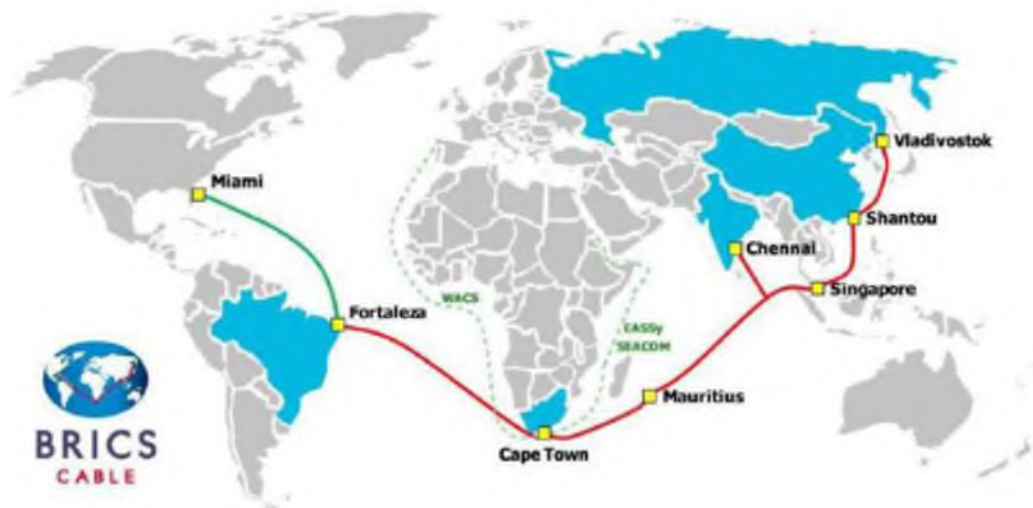 Vladivostok
Miami
Shantou
Chennai
Singapore
WACS
Fortaleza
EASSy
SEACOM
Mauritius
BRICS
CABLE
Cape Town